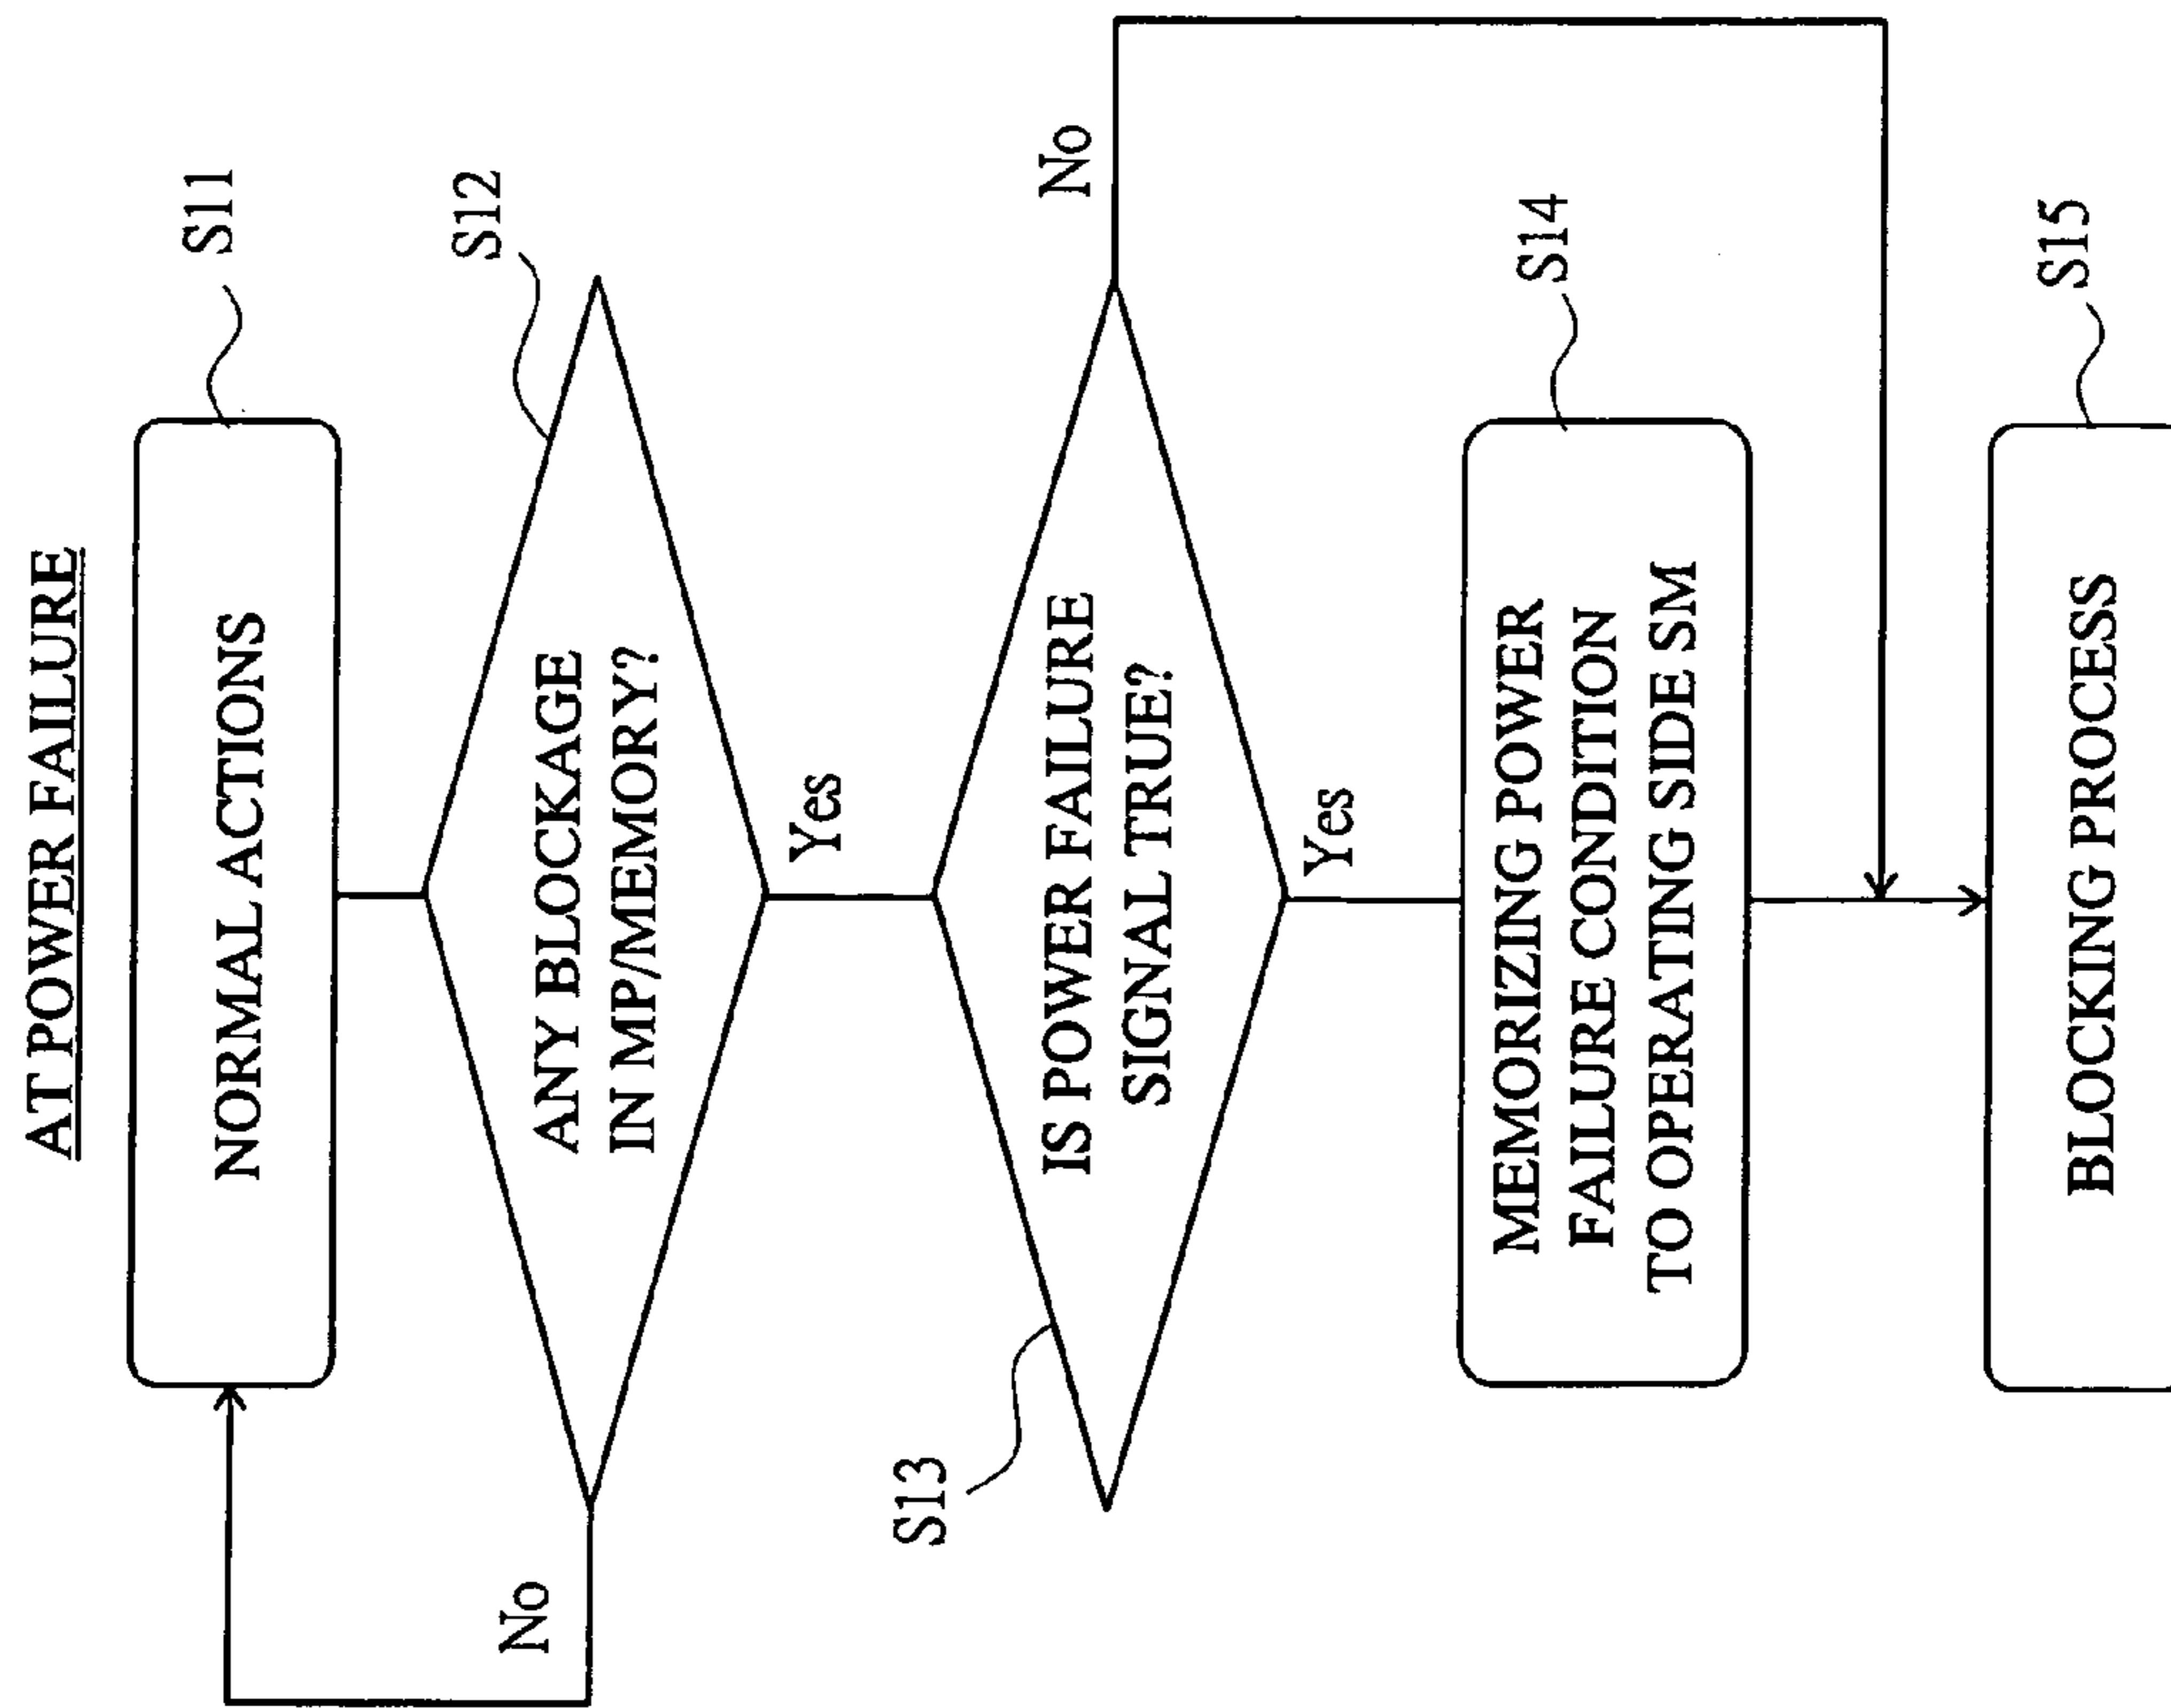 AT POWER FAILURE
S11
NORMAL ACTIONS
S12
ANY BLOCKAGE
IN MP/MEMORY?
No
Yes
S13
IS POWER FAILURE
SIGNAL TRUE?
No
Yes
S14
MEMORIZING POWER
FAILURE CONDITION
TO OPERATING SIDE SM
S15
BLOCKING PROCESS